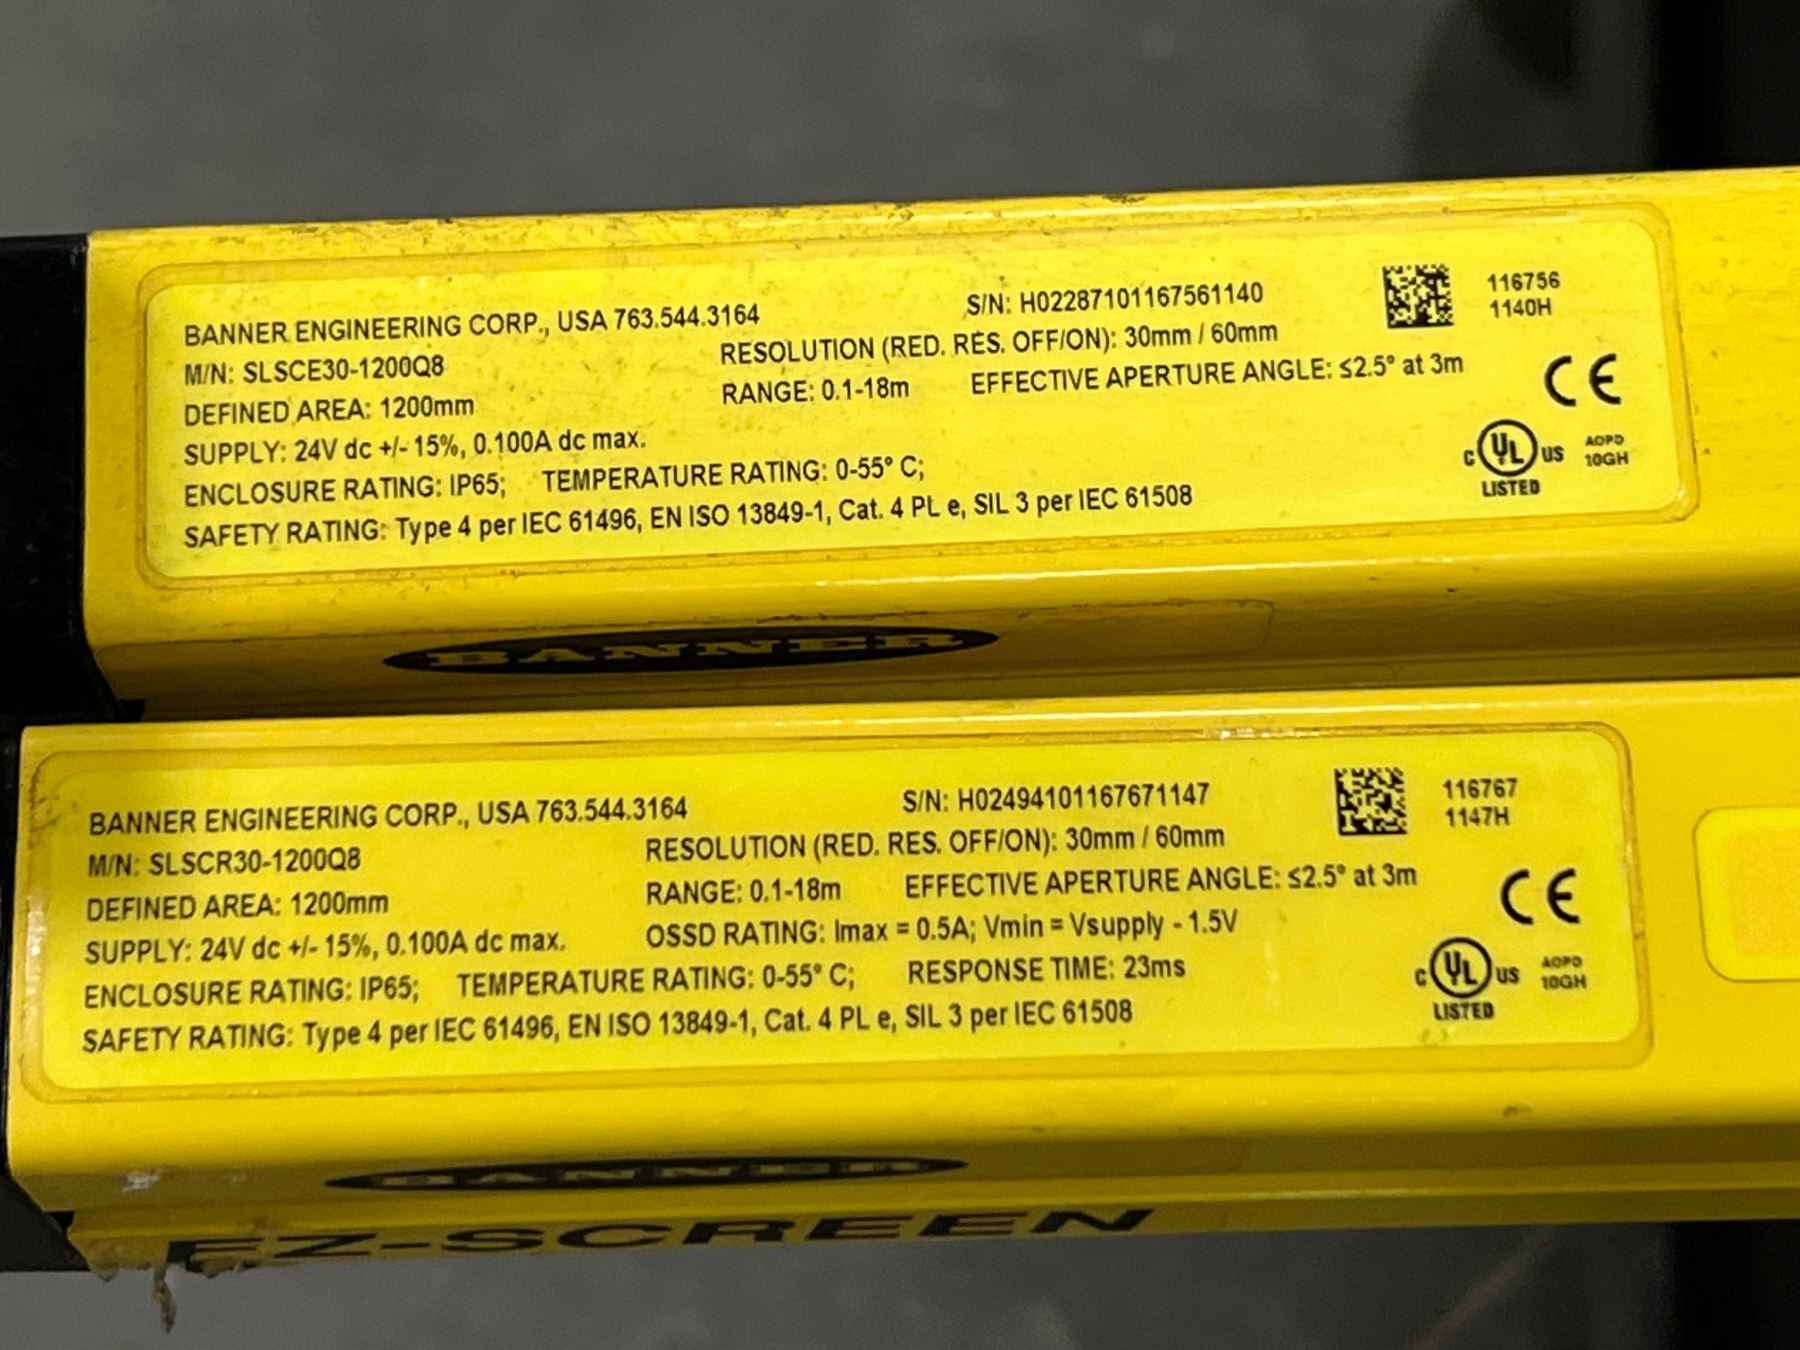 BANNER ENGINEERING CORP., USA 763.544.3164 S/N: H02287101167561140
M/N: SLSCE30-1200Q8 RESOLUTION (RED. RES. OFF/ON): 30mm / 60mm
DEFINED AREA: 1200mm RANGE: 0.1-18m EFFECTIVE APERTURE ANGLE: ≤2.5° at 3m
SUPPLY: 24V dc +/- 15%, 0.100A dc max.
ENCLOSURE RATING: IP65; TEMPERATURE RATING: 0-55° C;
SAFETY RATING: Type 4 per IEC 61496, EN ISO 13849-1, Cat. 4 PL e, SIL 3 per IEC 61508
116756
1140H
CE
C UL US
LISTED
AOPD
10GH
BANNER
BANNER ENGINEERING CORP., USA 763.544.3164 S/N: H02494101167671147
M/N: SLSCR30-1200Q8 RESOLUTION (RED. RES. OFF/ON): 30mm / 60mm
DEFINED AREA: 1200mm RANGE: 0.1-18m EFFECTIVE APERTURE ANGLE: ≤2.5° at 3m
SUPPLY: 24V dc +/- 15%, 0.100A dc max. OSSD RATING: Imax = 0.5A; Vmin = Vsupply - 1.5V
ENCLOSURE RATING: IP65; TEMPERATURE RATING: 0-55° C; RESPONSE TIME: 23ms
SAFETY RATING: Type 4 per IEC 61496, EN ISO 13849-1, Cat. 4 PL e, SIL 3 per IEC 61508
116767
1147H
CE
C UL US
LISTED
AOPD
10GH
BANNER
EZ-SCREEN